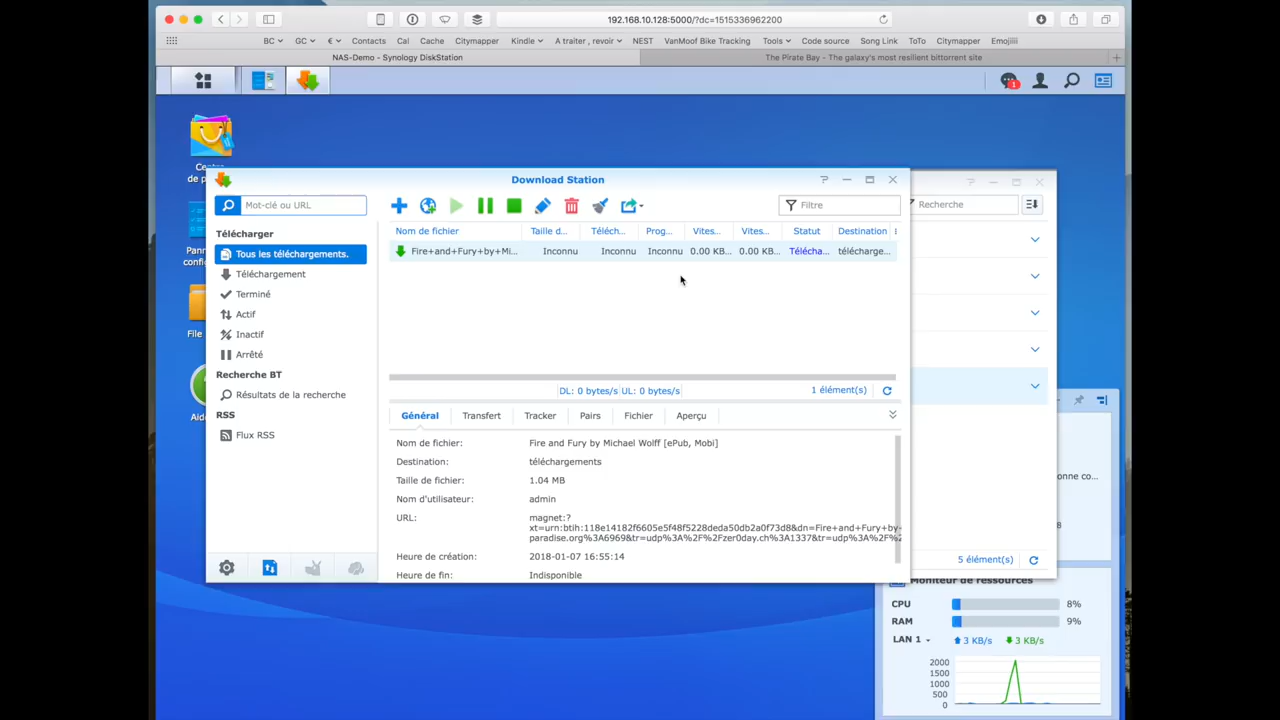 192.168.10.128:5000/?dc=1515336962200
BC GC € Contacts Cal Cache Citymapper Kindle A traiter , revoir NEST VanMoof Bike Tracking Tools Code source Song Link ToTo Citymapper Emojiiii
NAS-Demo - Synology DiskStation
The Pirate Bay - The galaxy's most resilient bittorrent site
1
Download Station
Mot-clé ou URL
Filtre
Recherche
Télécharger
Tous les téléchargements.
Téléchargement
Terminé
Actif
Inactif
Arrêté
Recherche BT
Résultats de la recherche
RSS
Flux RSS
Nom de fichier Taille d... Téléch... Prog... Vites... Vites... Statut Destination
Fire+and+Fury+by+Mi... Inconnu Inconnu Inconnu 0.00 KB... 0.00 KB... Télécha... télécharge...
DL: 0 bytes/s UL: 0 bytes/s
1 élément(s)
Général Transfert Tracker Pairs Fichier Aperçu
Nom de fichier: Fire and Fury by Michael Wolff [ePub, Mobi]
Destination: téléchargements
Taille de fichier: 1.04 MB
Nom d'utilisateur: admin
URL: magnet:?
xt=urn:btih:118e14182f6605e5f48f5228deda50db2a0f73d8&dn=Fire+and+Fury+by+
paradise.org%3A6969&tr=udp%3A%2F%2Fzer0day.ch%3A1337&tr=udp%3A%2F%2
Heure de création: 2018-01-07 16:55:14
Heure de fin: Indisponible
File
5 élément(s)
Moniteur de ressources
CPU 8%
RAM 9%
LAN 1 3 KB/s 3 KB/s
2000
1500
1000
500
0